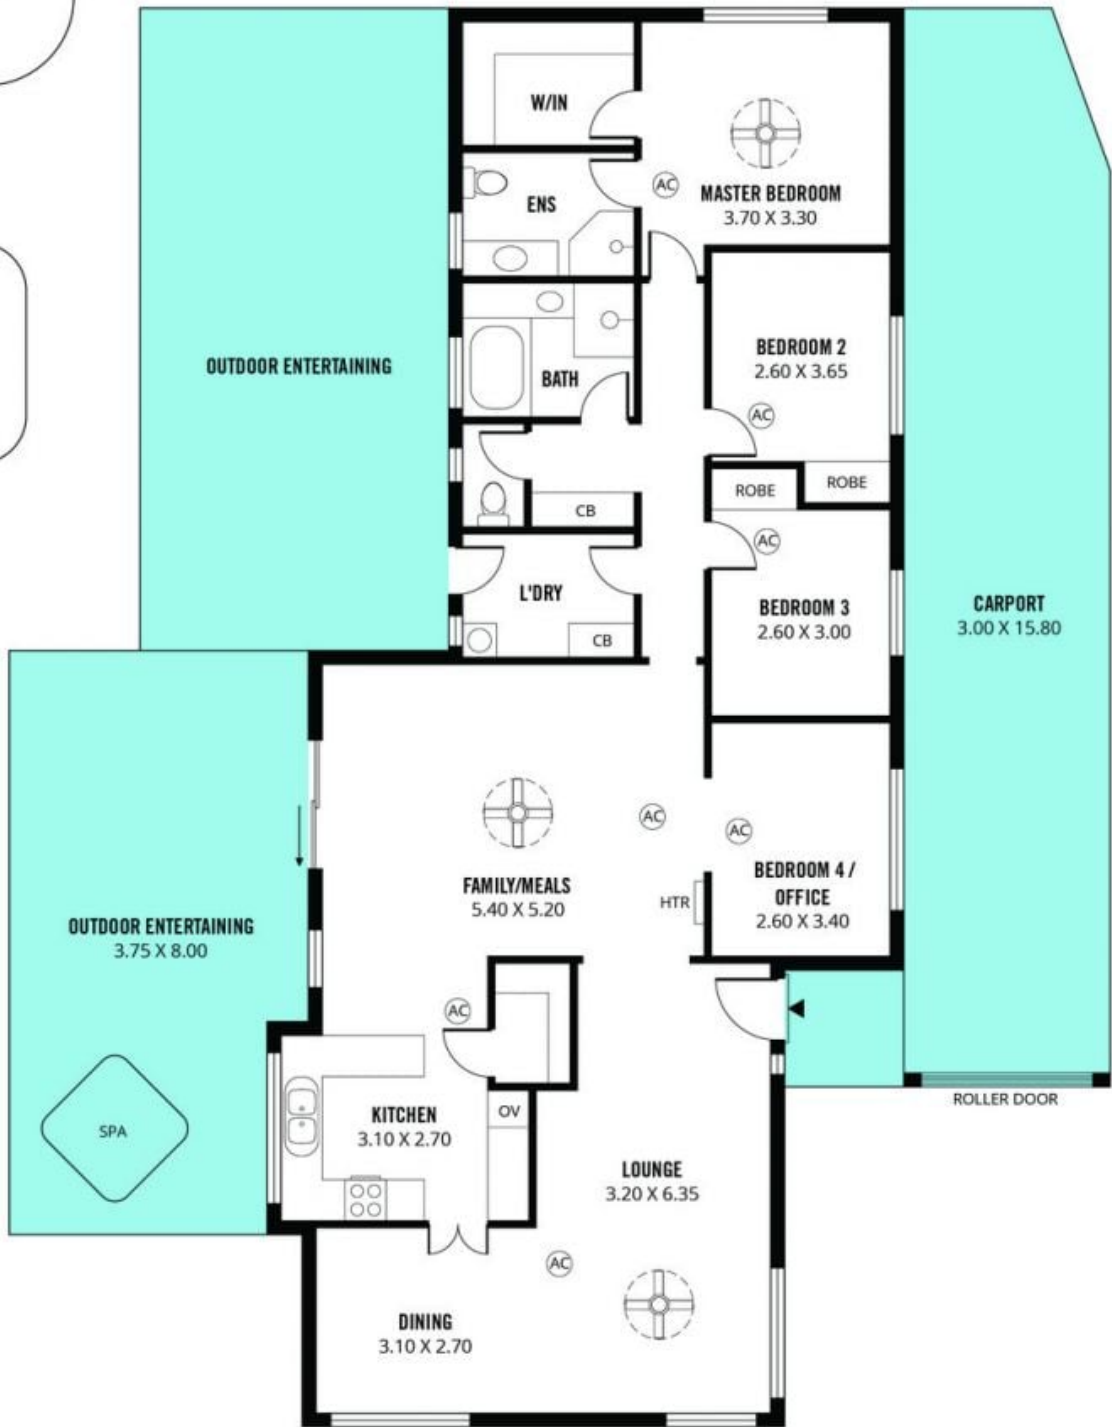 W/IN
AC
MASTER BEDROOM
3.70 X 3.30
ENS
BEDROOM 2
2.60 X 3.65
OUTDOOR ENTERTAINING
BATH
AC
ROBE
ROBE
CB
AC
L'DRY
BEDROOM 3
2.60 X 3.00
CB
CARPORT
3.00 X 15.80
AC
AC
FAMILY/MEALS
5.40 X 5.20
HTR
BEDROOM 4 /
OFFICE
2.60 X 3.40
OUTDOOR ENTERTAINING
3.75 X 8.00
AC
SPA
KITCHEN
3.10 X 2.70
OV
ROLLER DOOR
LOUNGE
3.20 X 6.35
AC
DINING
3.10 X 2.70